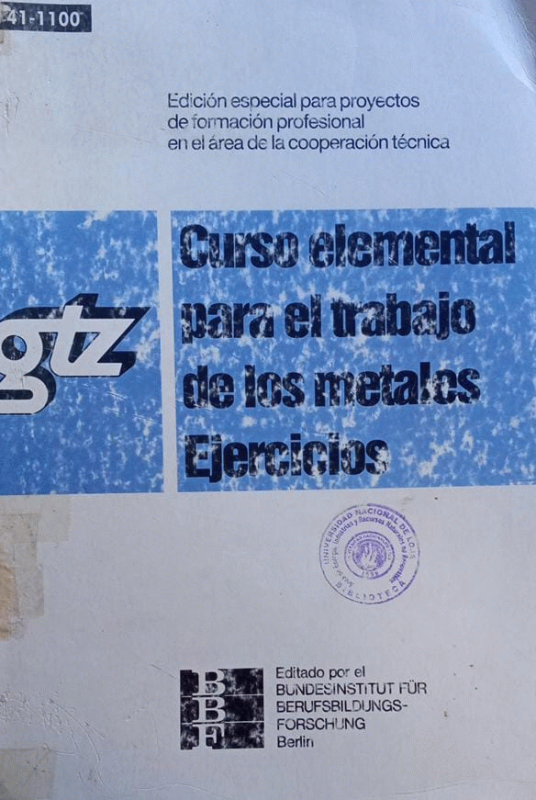 41-1100
Edición especial para proyectos
de formación profesional
en el área de la cooperación técnica
Curso elemental
para el trabajo
de los metales
Ejercicios
gtz
UNIVERSIDAD NACIONAL DE LOJA
BIBLIOTECA
BBF
Editado por el
BUNDESINSTITUT FÜR
BERUFSBILDUNGS-
FORSCHUNG
Berlin